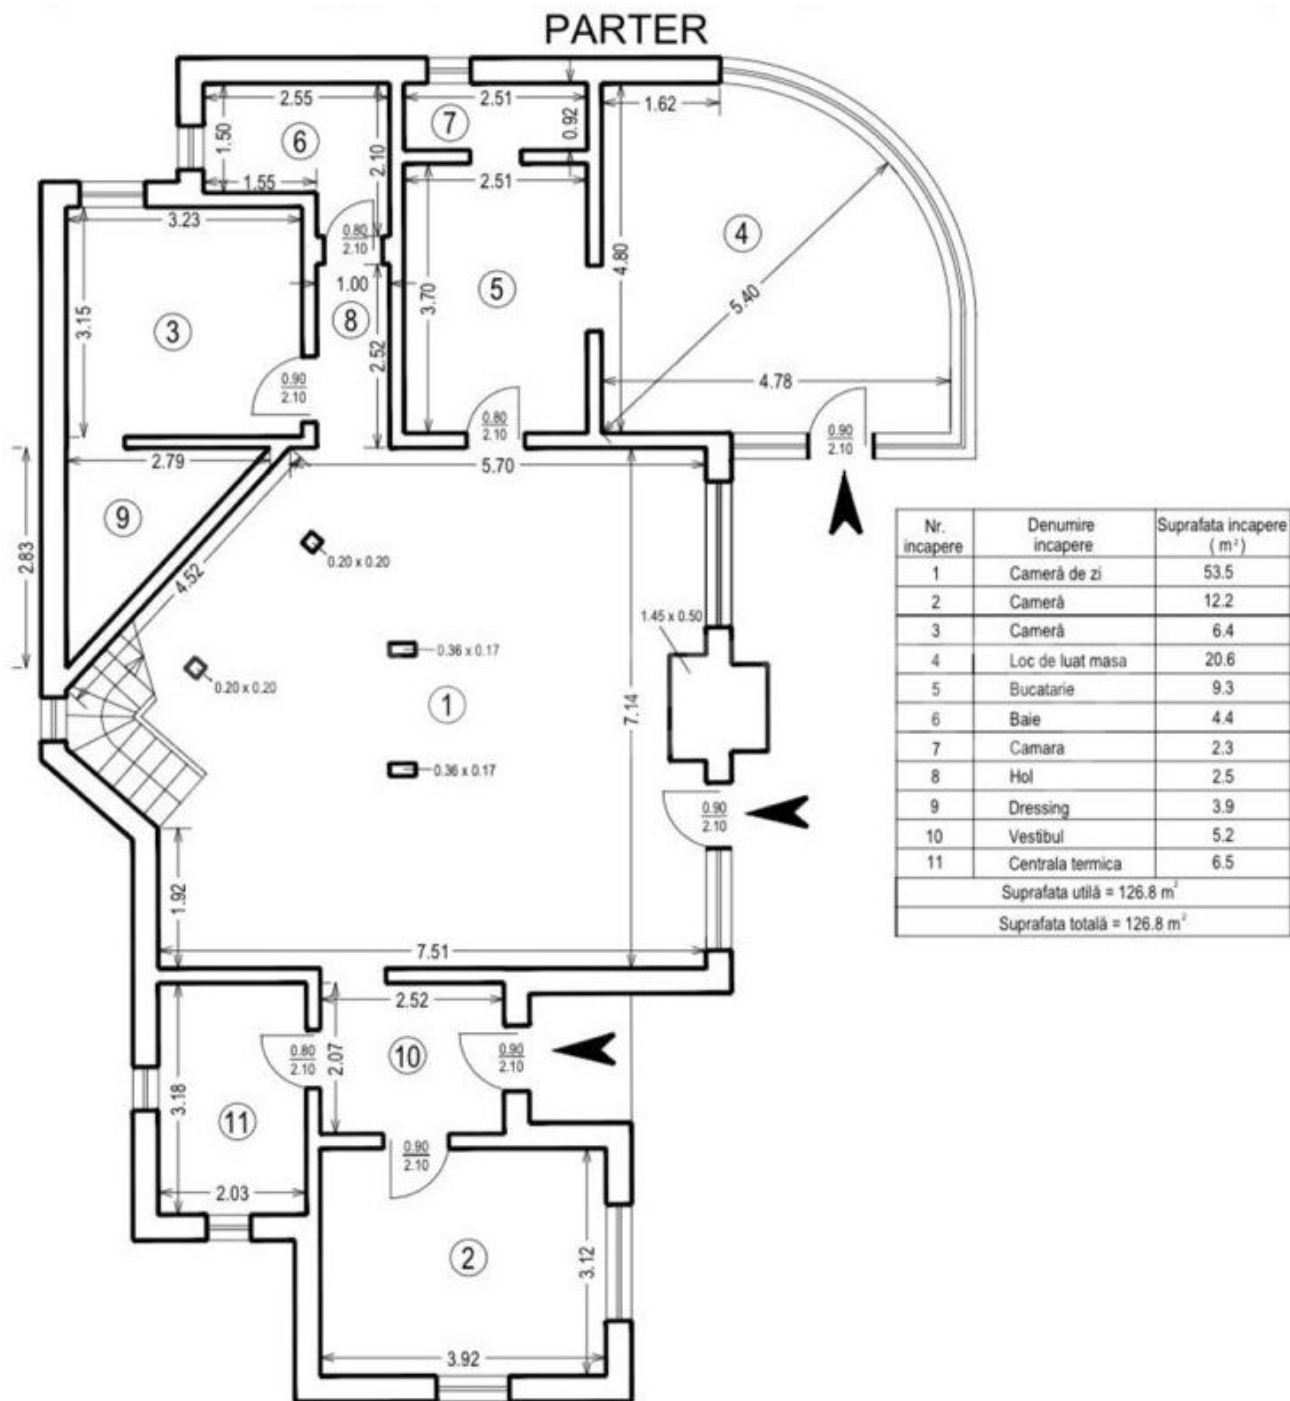 PARTER
2.55
2.51
1.62
0.92
1.50
6
7
2.10
1.55
2.51
3.23
4
0.80
2.10
4.80
1.00
5
3.70
5.40
3.15
3
8
2.52
0.90
2.10
4.78
0.80
2.10
0.90
2.10
2.79
5.70
9
2.83
0.20 x 0.20
4.52
1.45 x 0.50
0.36 x 0.17
0.20 x 0.20
1
7.14
0.36 x 0.17
0.90
2.10
1.92
7.51
2.52
0.80
2.10
2.07
10
0.90
2.10
3.18
11
0.90
2.10
2.03
2
3.12
3.92
Nr. incapere Denumire incapere Suprafata incapere ( m² )
1 Cameră de zi 53.5
2 Cameră 12.2
3 Cameră 6.4
4 Loc de luat masa 20.6
5 Bucatarie 9.3
6 Baie 4.4
7 Camara 2.3
8 Hol 2.5
9 Dressing 3.9
10 Vestibul 5.2
11 Centrala termica 6.5
Suprafata utilă = 126.8 m²
Suprafata totală = 126.8 m²